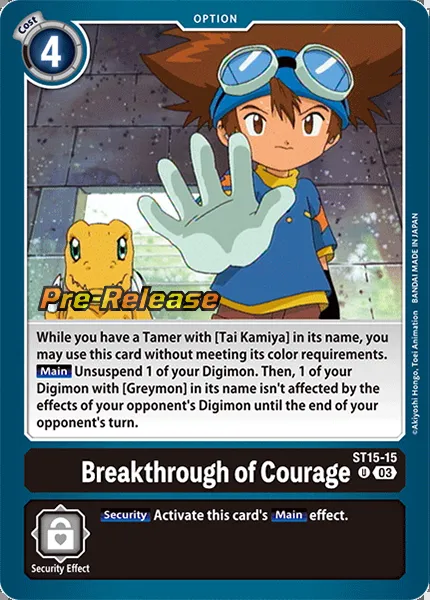 OPTION
Cost
4
Pre-Release
While you have a Tamer with [Tai Kamiya] in its name, you
may use this card without meeting its color requirements.
Main Unsuspend 1 of your Digimon. Then, 1 of your
Digimon with [Greymon] in its name isn't affected by the
effects of your opponent's Digimon until the end of your
opponent's turn.
©Akiyoshi Hongo, Toei Animation BANDAI MADE IN JAPAN
ST15-15
Breakthrough of Courage U 03
Security Activate this card's Main effect.
Security Effect